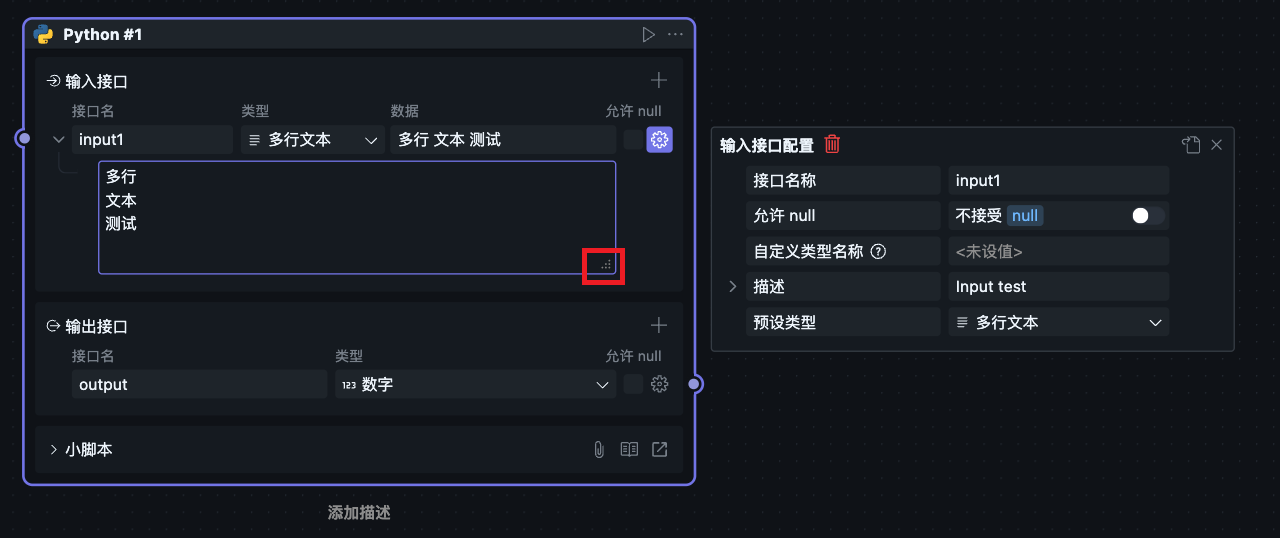 Python #1
输入接口
接口名 类型 数据 允许 null
input1 多行文本 多行 文本 测试
多行
文本
测试
输出接口
接口名 类型 允许 null
output 123 数字
小脚本
添加描述
输入接口配置
接口名称 input1
允许 null 不接受 null
自定义类型名称 ? <未设值>
描述 Input test
预设类型 多行文本